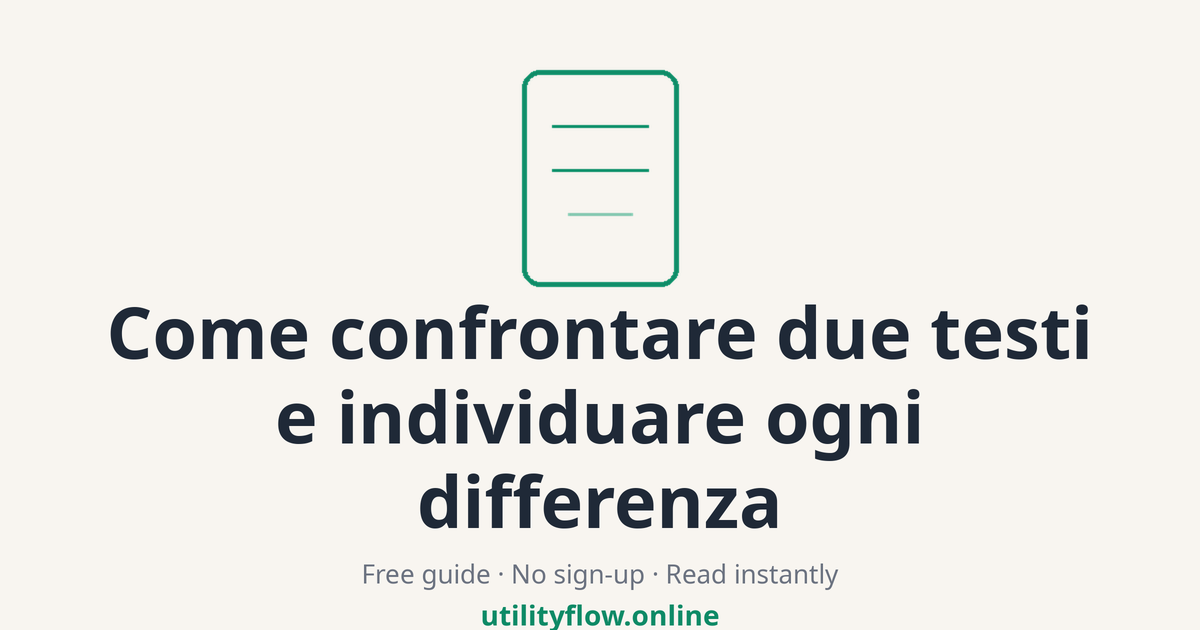 Come confrontare due testi
e individuare ogni
differenza
Free guide · No sign-up · Read instantly
utilityflow.online